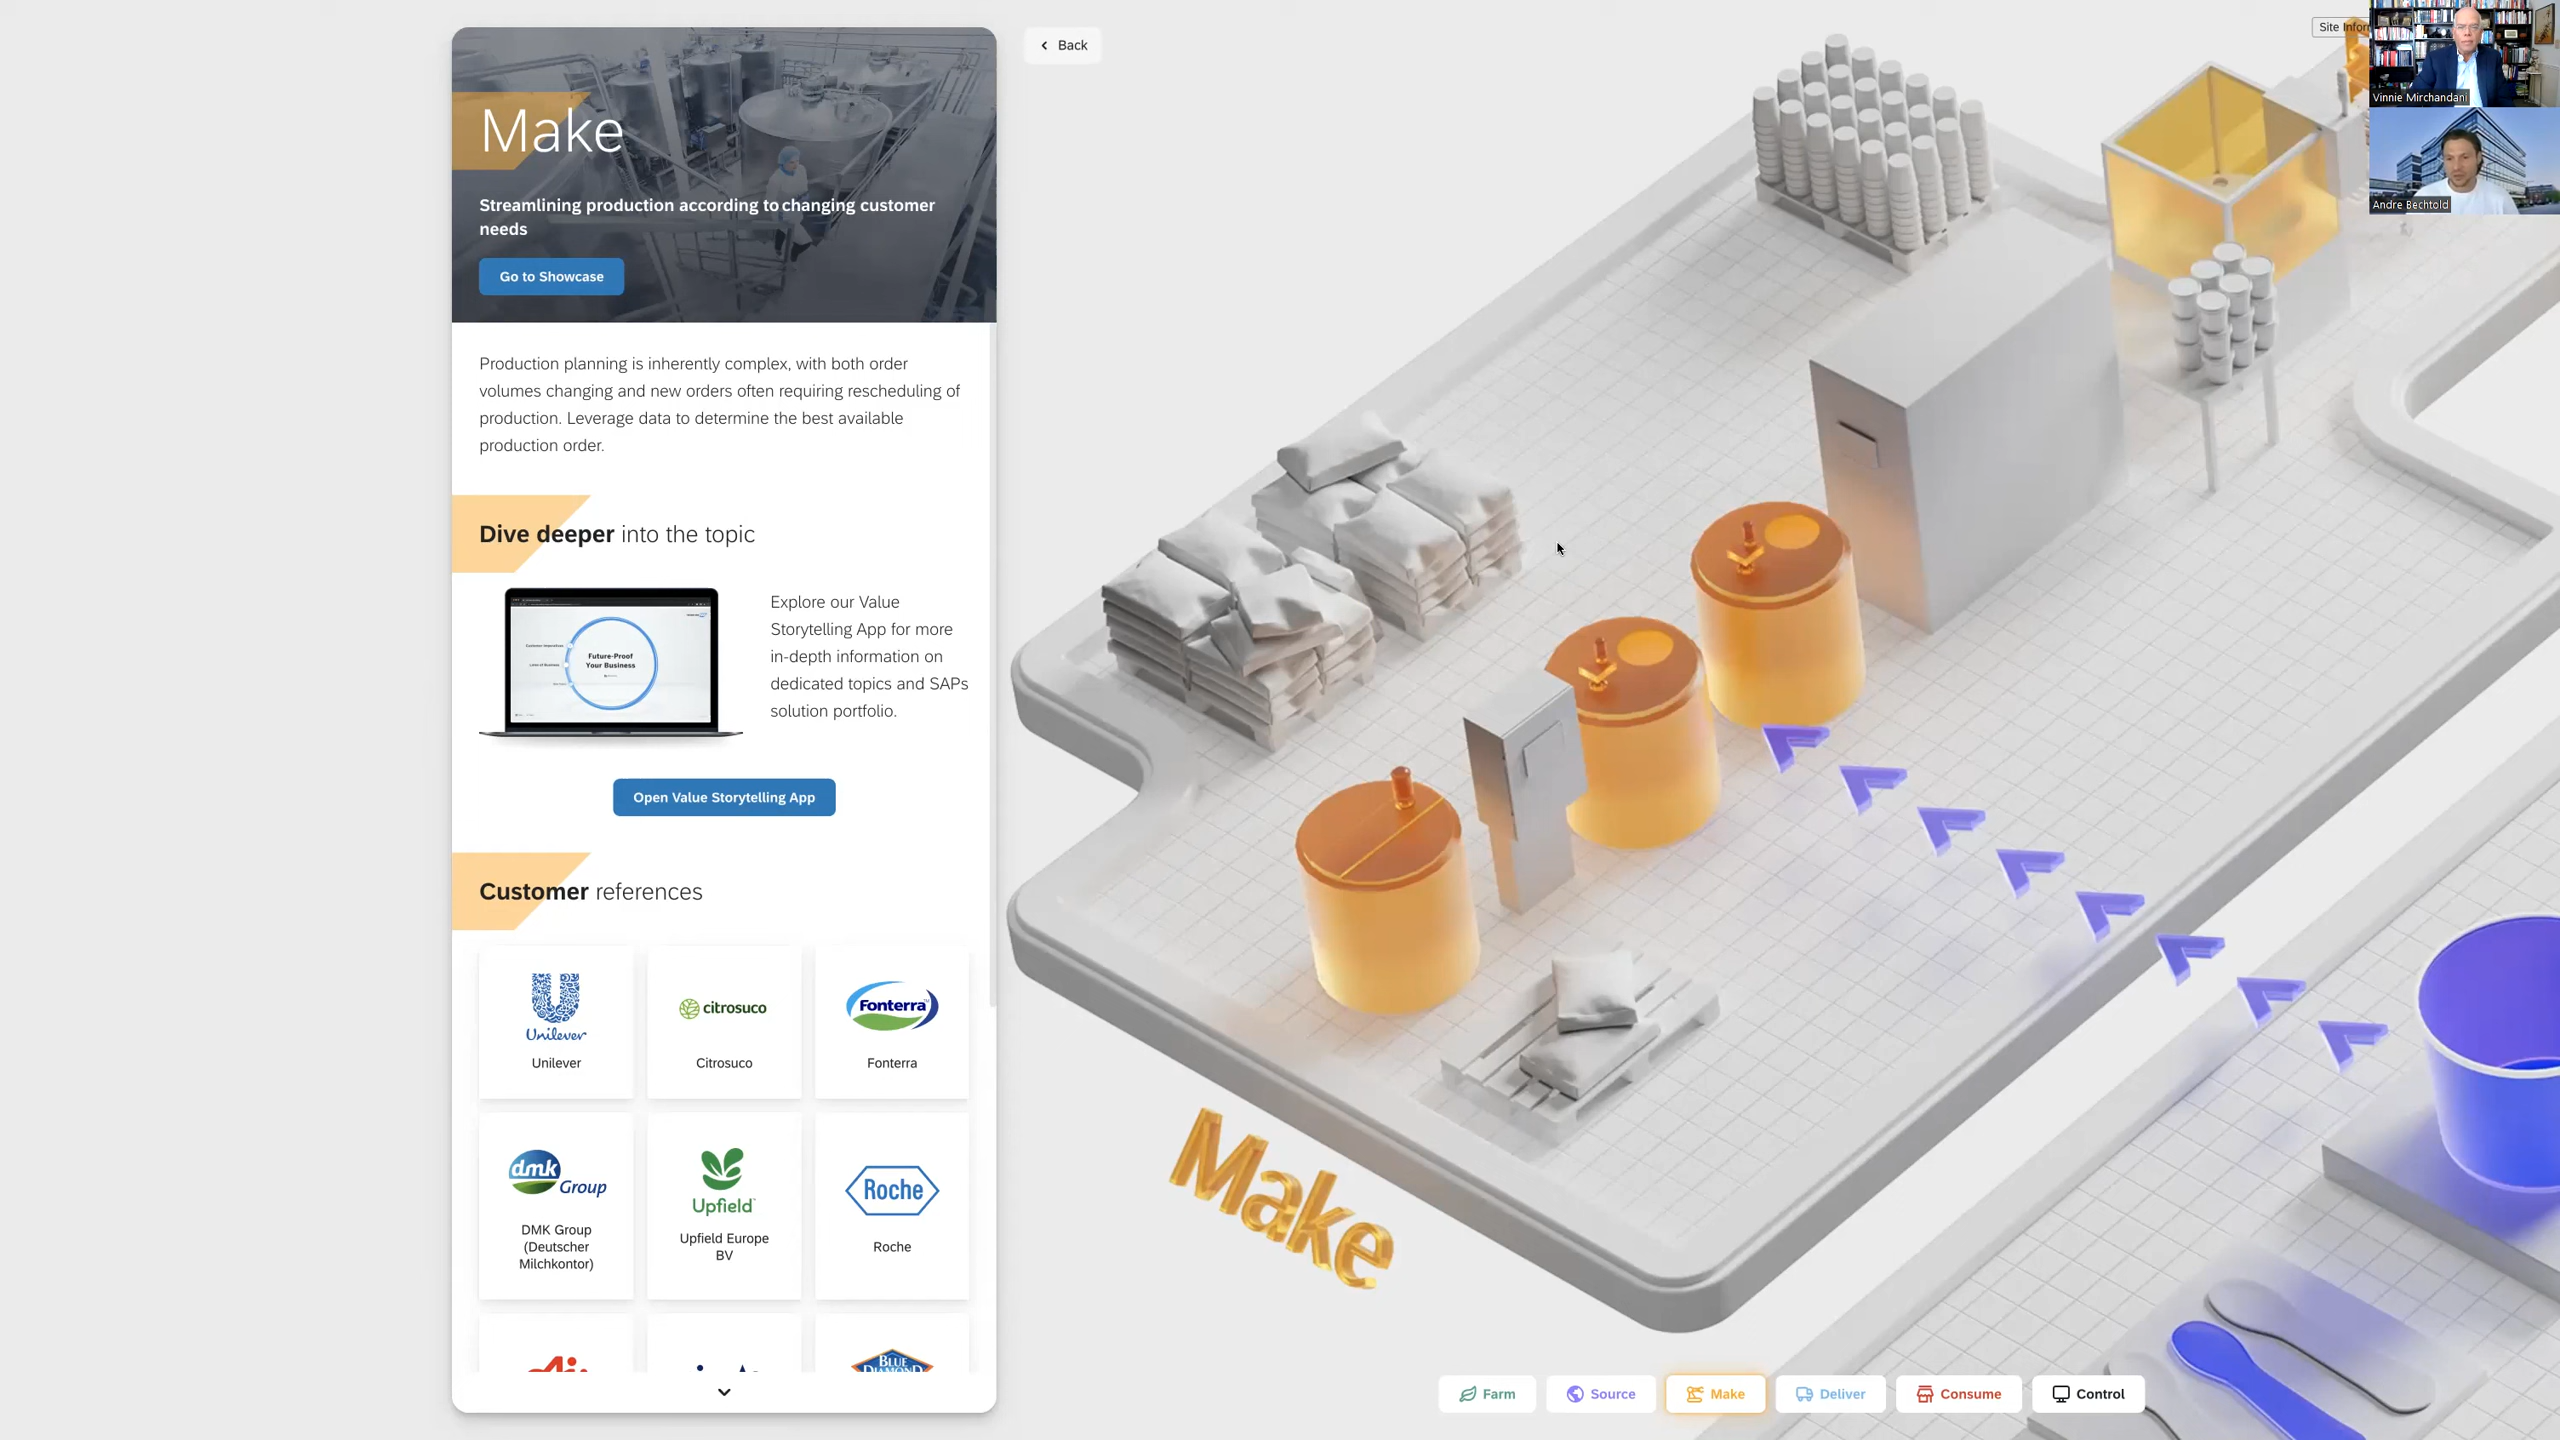 Make
Streamlining production according to changing customer
needs
Go to Showcase
Production planning is inherently complex, with both order
volumes changing and new orders often requiring rescheduling of
production. Leverage data to determine the best available
production order.
Dive deeper into the topic
Future-Proof
Your Business
Explore our Value
Storytelling App for more
in-depth information on
dedicated topics and SAPs
solution portfolio.
Open Value Storytelling App
Customer references
Unilever
Unilever
citrosuco
Citrosuco
Fonterra
Fonterra
dmk
Group
DMK Group
(Deutscher
Milchkontor)
Upfield
Upfield Europe
BV
Roche
Roche
BLUE
DIAMOND
Back
Site Infor
Vinnie Mirchandani
Andre Bechtold
Make
Farm
Source
Make
Deliver
Consume
Control